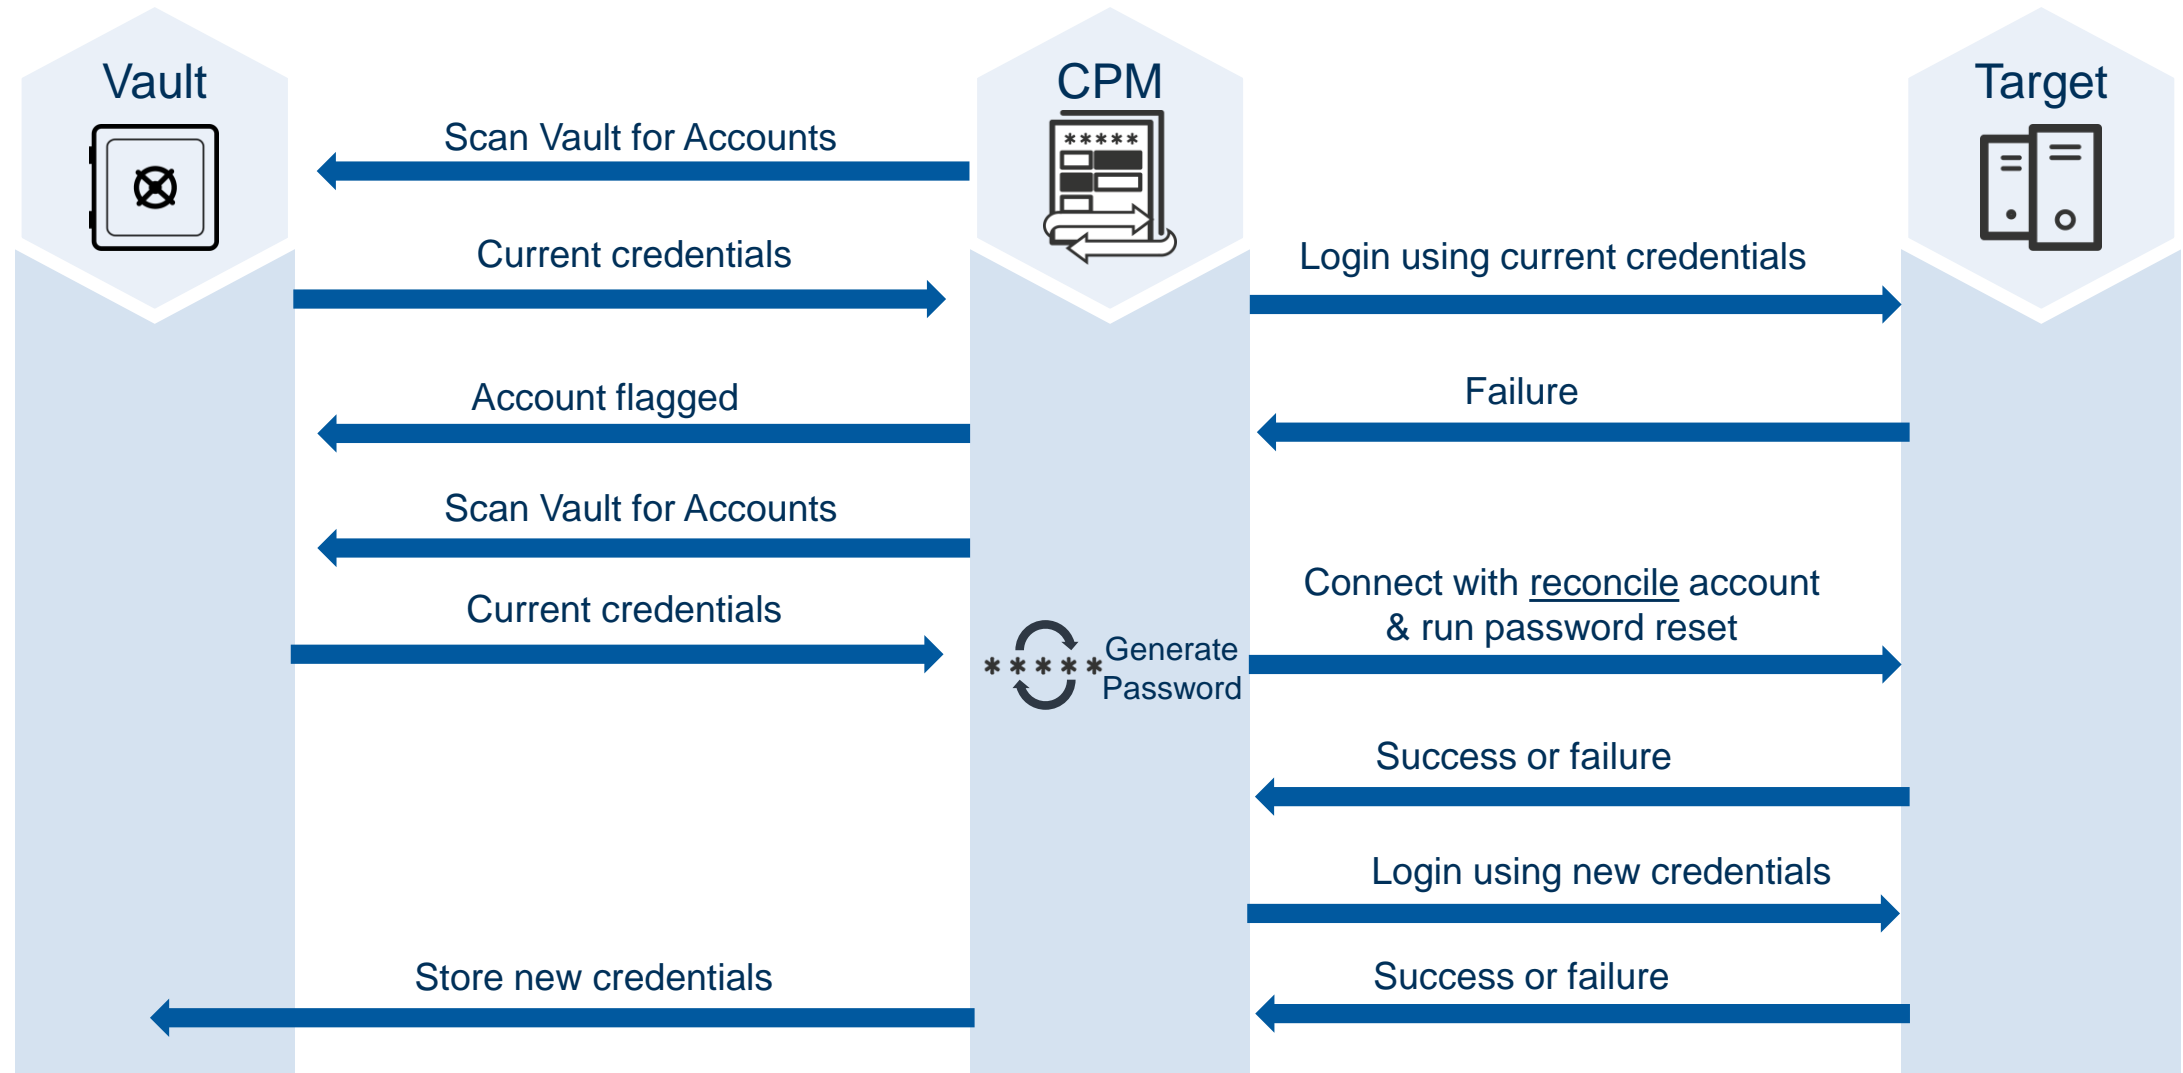 Vault
CPM
Target
*****
Scan Vault for Accounts
Current credentials
Login using current credentials
Account flagged
Failure
Scan Vault for Accounts
Current credentials
Connect with reconcile account
& run password reset
*****
Generate
Password
Success or failure
Login using new credentials
Store new credentials
Success or failure